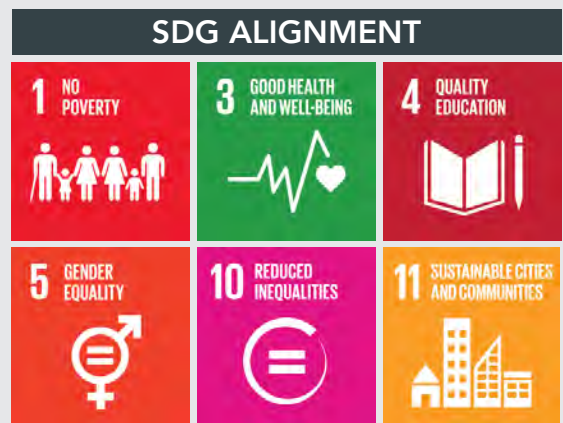 SDG ALIGNMENT
1 NO
POVERTY
3 GOOD HEALTH
AND WELL-BEING
4 QUALITY
EDUCATION
5 GENDER
EQUALITY
10 REDUCED
INEQUALITIES
11 SUSTAINABLE CITIES
AND COMMUNITIES